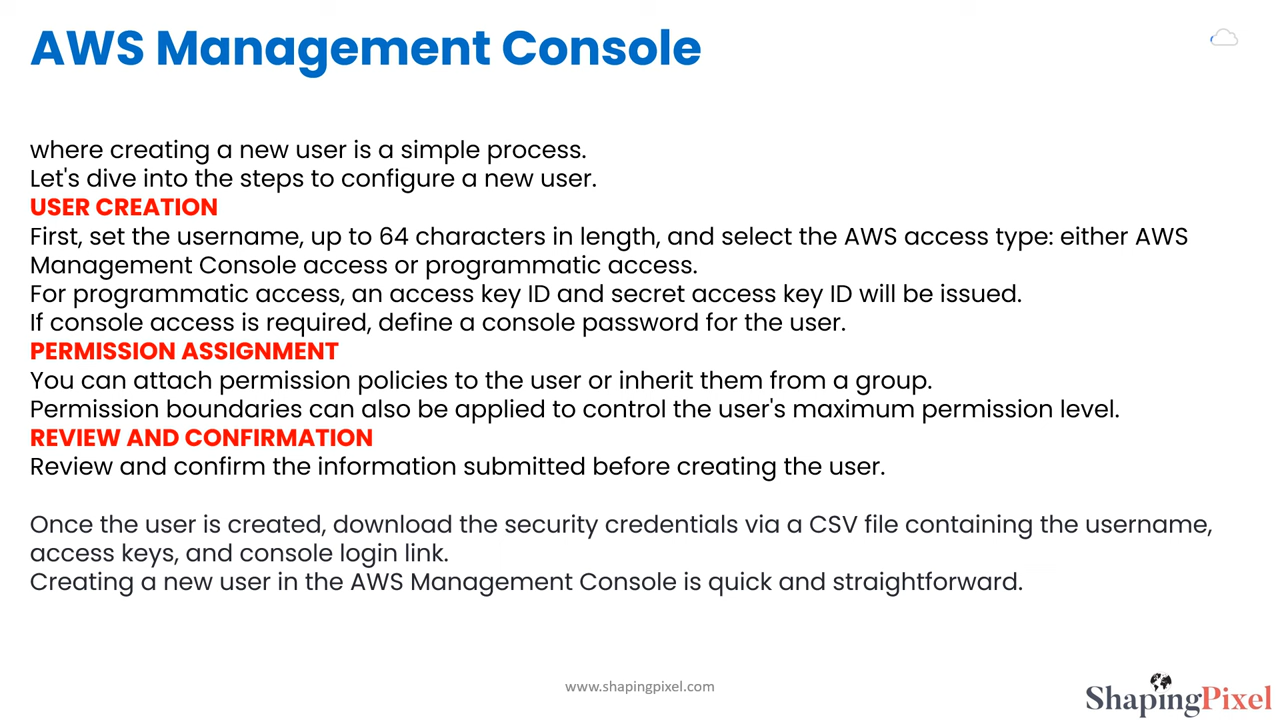 AWS Management Console
where creating a new user is a simple process.
Let's dive into the steps to configure a new user.
USER CREATION
First, set the username, up to 64 characters in length, and select the AWS access type: either AWS
Management Console access or programmatic access.
For programmatic access, an access key ID and secret access key ID will be issued.
If console access is required, define a console password for the user.
PERMISSION ASSIGNMENT
You can attach permission policies to the user or inherit them from a group.
Permission boundaries can also be applied to control the user's maximum permission level.
REVIEW AND CONFIRMATION
Review and confirm the information submitted before creating the user.
Once the user is created, download the security credentials via a CSV file containing the username,
access keys, and console login link.
Creating a new user in the AWS Management Console is quick and straightforward.
www.shapingpixel.com
ShapingPixel